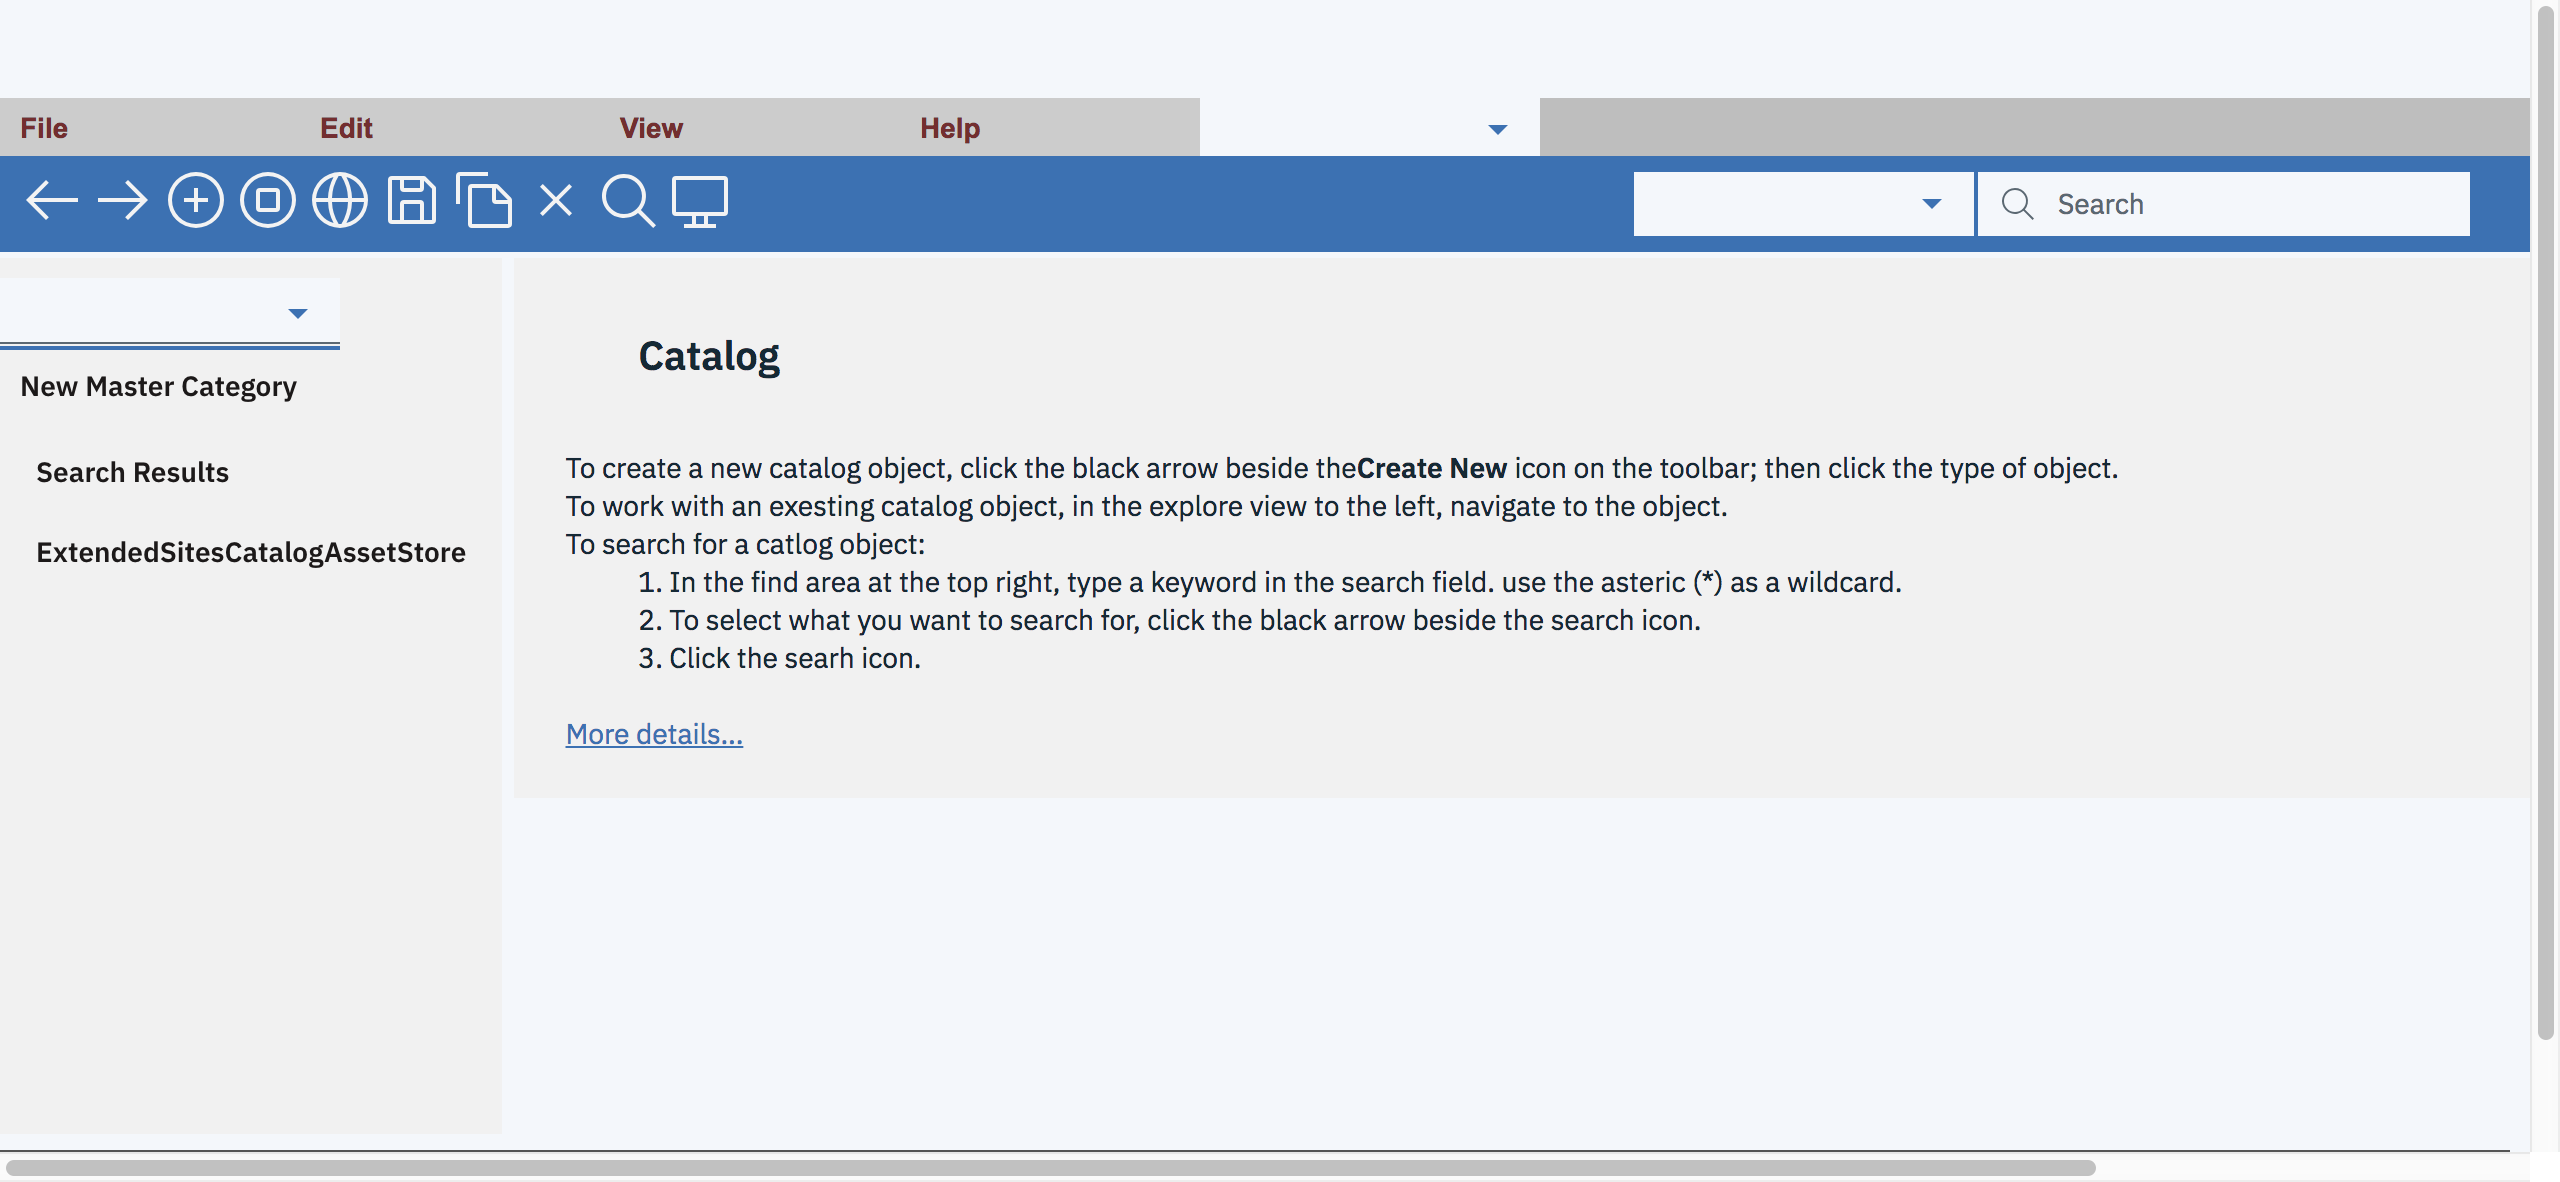 File Edit View Help
Search
New Master Category
Search Results
ExtendedSitesCatalogAssetStore
Catalog
To create a new catalog object, click the black arrow beside theCreate New icon on the toolbar; then click the type of object.
To work with an exesting catalog object, in the explore view to the left, navigate to the object.
To search for a catlog object:
1. In the find area at the top right, type a keyword in the search field. use the asteric (*) as a wildcard.
2. To select what you want to search for, click the black arrow beside the search icon.
3. Click the searh icon.
More details...